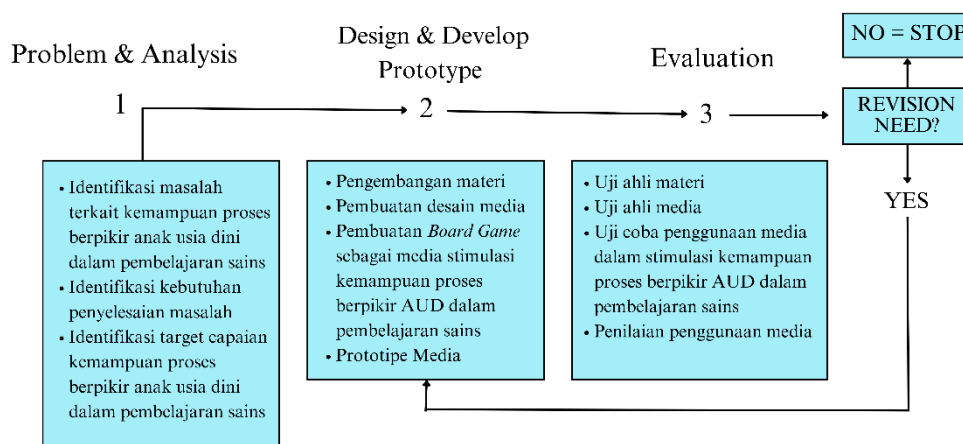 Problem & Analysis
1
• Identifikasi masalah
terkait kemampuan proses
berpikir anak usia dini
dalam pembelajaran sains
• Identifikasi kebutuhan
penyelesaian masalah
• Identifikasi target capaian
kemampuan proses
berpikir anak usia dini
dalam pembelajaran sains
Design & Develop
Prototype
2
• Pengembangan materi
• Pembuatan desain media
• Pembuatan Board Game
sebagai media stimulasi
kemampuan proses
berpikir AUD dalam
pembelajaran sains
• Prototipe Media
Evaluation
3
• Uji ahli materi
• Uji ahli media
• Uji coba penggunaan media
dalam stimulasi kemampuan
proses berpikir AUD dalam
pembelajaran sains
• Penilaian penggunaan media
NO = STOP
REVISION
NEED?
YES